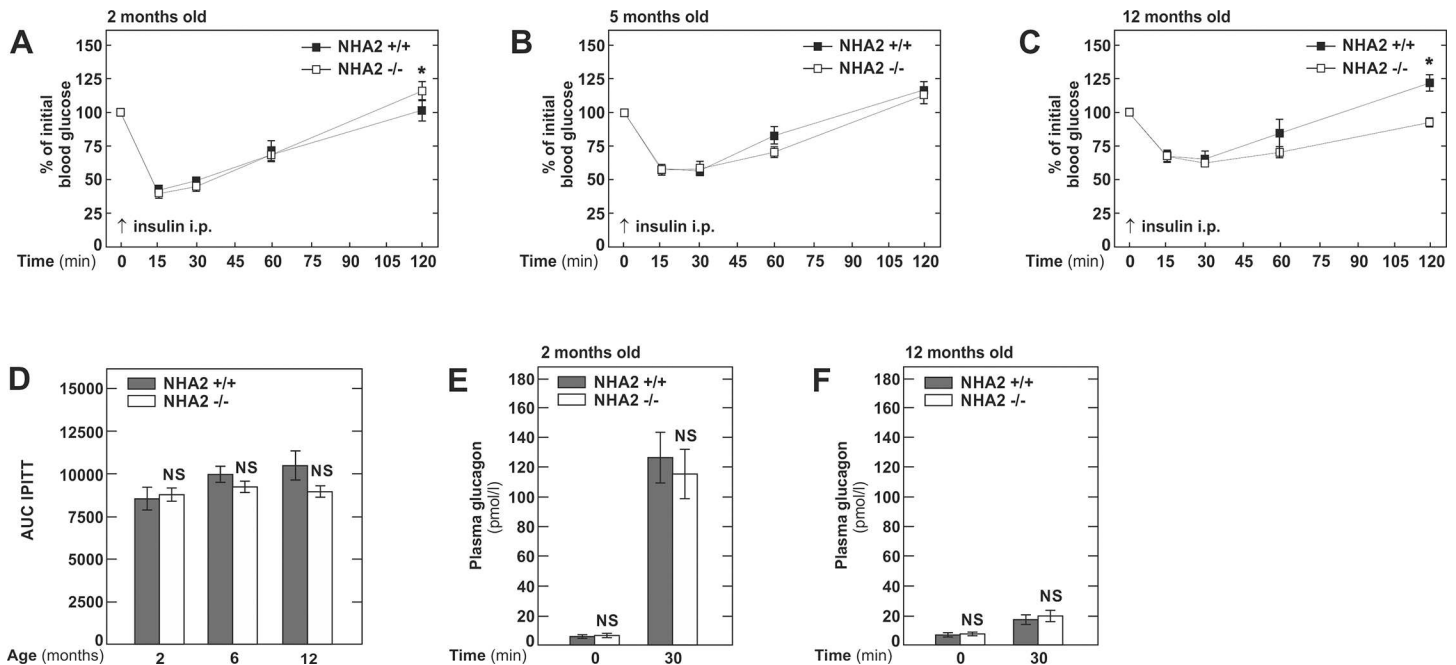 A
2 months old
150
125
100
75
50
25
0
% of initial
blood glucose
NHA2 +/+
NHA2 -/-
*
↑ insulin i.p.
Time (min) 0 15 30 45 60 75 90 105 120
B
5 months old
150
125
100
75
50
25
0
% of initial
blood glucose
NHA2 +/+
NHA2 -/-
↑ insulin i.p.
Time (min) 0 15 30 45 60 75 90 105 120
C
12 months old
150
125
100
75
50
25
0
% of initial
blood glucose
NHA2 +/+
NHA2 -/-
*
↑ insulin i.p.
Time (min) 0 15 30 45 60 75 90 105 120
D
15000
12500
10000
7500
5000
2500
0
AUC IPITT
NHA2 +/+
NHA2 -/-
NS NS NS
Age (months) 2 6 12
E
2 months old
180
160
140
120
100
80
60
40
20
0
Plasma glucagon
(pmol/l)
NHA2 +/+
NHA2 -/-
NS
NS
Time (min) 0 30
F
12 months old
180
160
140
120
100
80
60
40
20
0
Plasma glucagon
(pmol/l)
NHA2 +/+
NHA2 -/-
NS NS
Time (min) 0 30